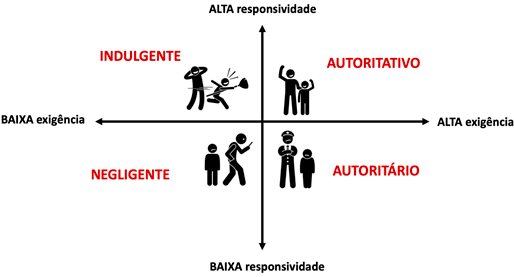 ALTA responsividade
INDULGENTE
AUTORITATIVO
BAIXA exigência
ALTA exigência
NEGLIGENTE
AUTORITÁRIO
BAIXA responsividade